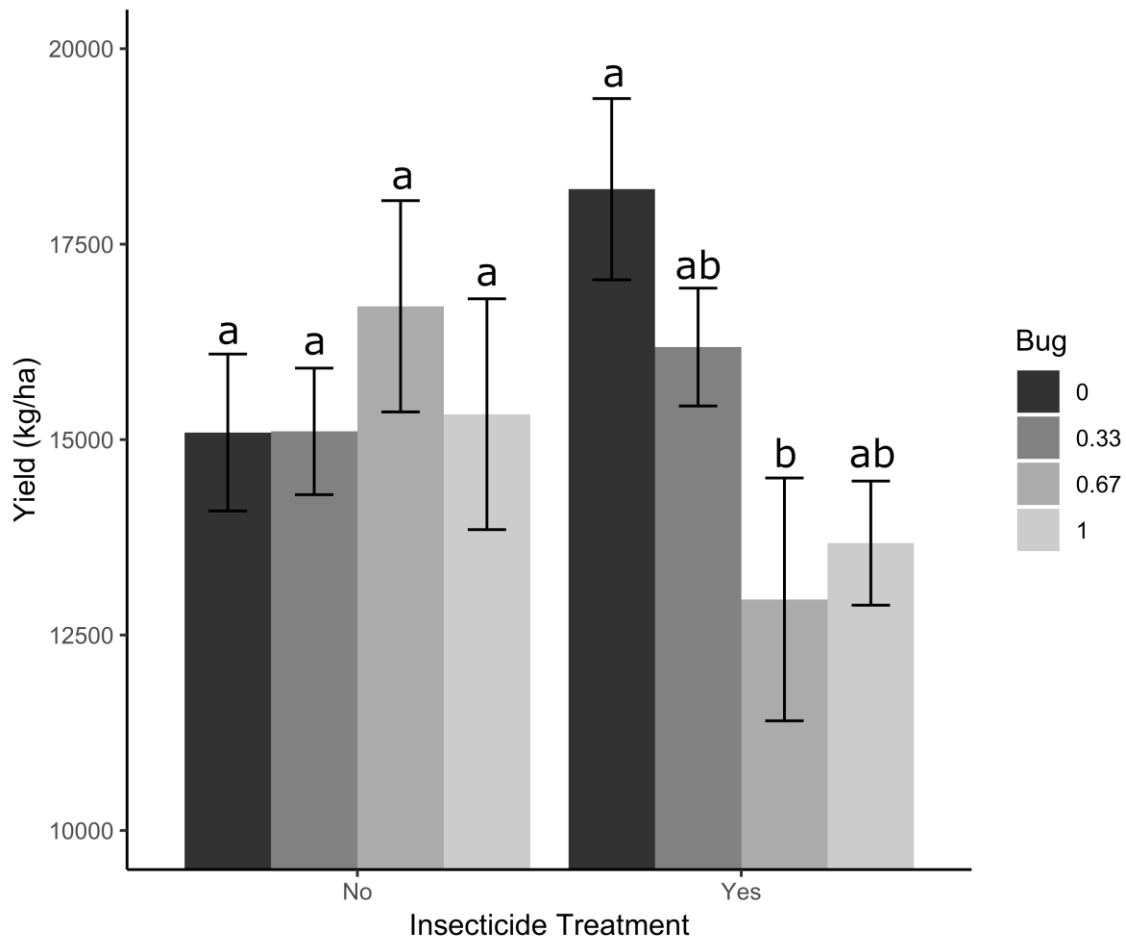 20000
17500
15000
12500
10000
Yield (kg/ha)
a
a
a
a
a
ab
b
ab
No
Yes
Insecticide Treatment
Bug
0
0.33
0.67
1